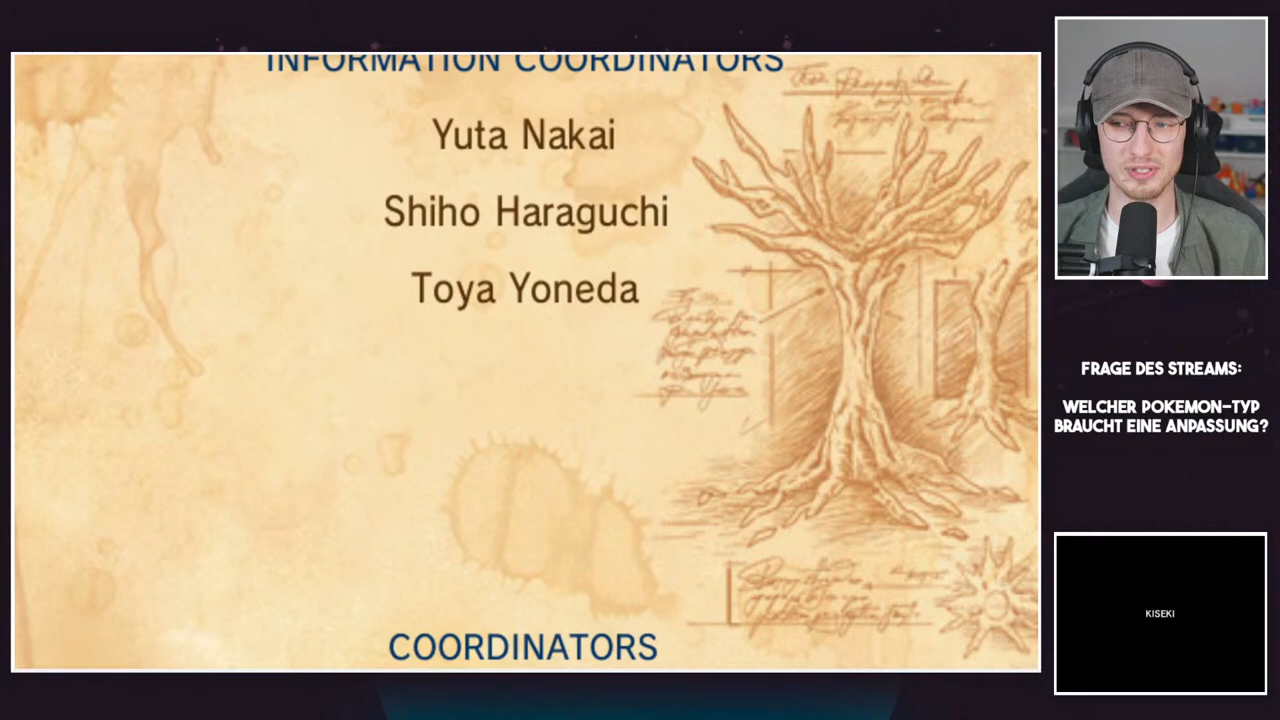 INFORMATION COORDINATORS
Yuta Nakai
Shiho Haraguchi
Toya Yoneda
COORDINATORS
FRAGE DES STREAMS:
WELCHER POKEMON-TYP
BRAUCHT EINE ANPASSUNG?
KISEKI